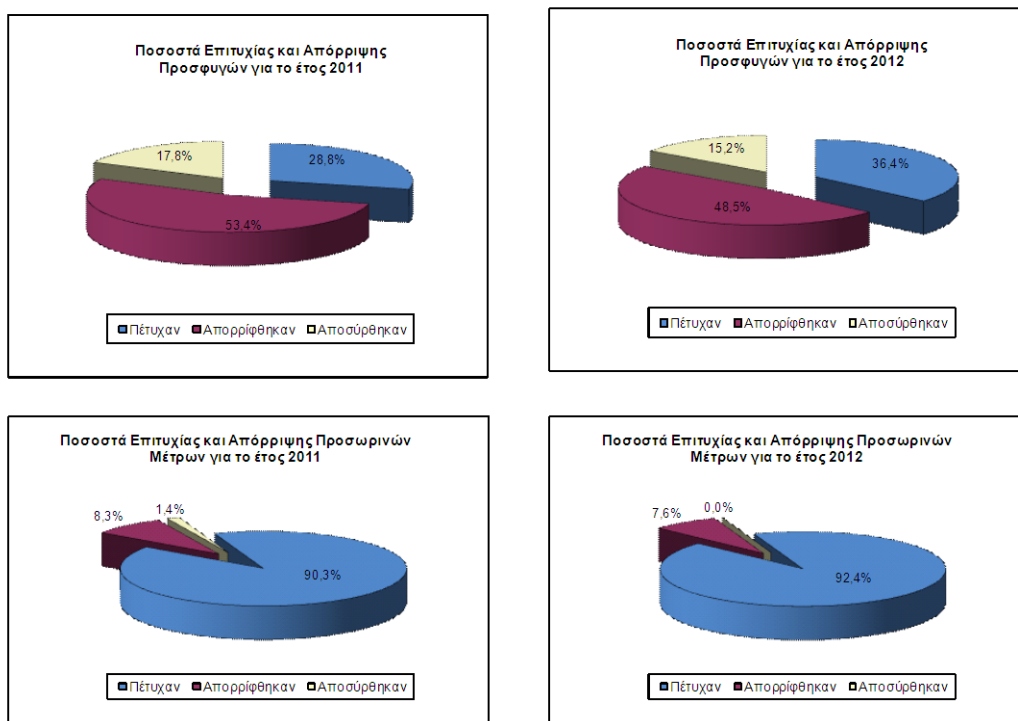 Ποσοστά Επιτυχίας και Απόρριψης
Προσφυγών για το έτος 2011
17,8%
28,8%
53,4%
Πέτυχαν Απορρίφθηκαν Αποσύρθηκαν
Ποσοστά Επιτυχίας και Απόρριψης
Προσφυγών για το έτος 2012
15,2%
36,4%
48,5%
Πέτυχαν Απορρίφθηκαν Αποσύρθηκαν
Ποσοστά Επιτυχίας και Απόρριψης Προσωρινών
Μέτρων για το έτος 2011
8,3%
1,4%
90,3%
Πέτυχαν Απορρίφθηκαν Αποσύρθηκαν
Ποσοστά Επιτυχίας και Απόρριψης Προσωρινών
Μέτρων για το έτος 2012
7,6%
0,0%
92,4%
Πέτυχαν Απορρίφθηκαν Αποσύρθηκαν